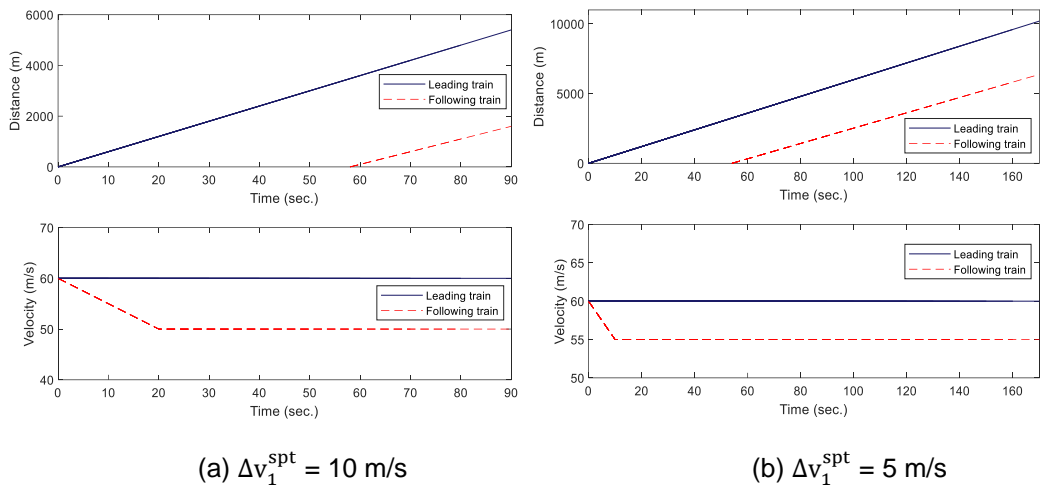 6000
4000
2000
0
Distance (m)
Leading train
Following train
0 10 20 30 40 50 60 70 80 90
Time (sec.)
70
60
50
40
Velocity (m/s)
Leading train
Following train
0 10 20 30 40 50 60 70 80 90
Time (sec.)
(a) Δv₁ˢᵖᵗ = 10 m/s
10000
5000
0
Distance (m)
Leading train
Following train
0 20 40 60 80 100 120 140 160
Time (sec.)
70
65
60
55
50
Velocity (m/s)
Leading train
Following train
0 20 40 60 80 100 120 140 160
Time (sec.)
(b) Δv₁ˢᵖᵗ = 5 m/s